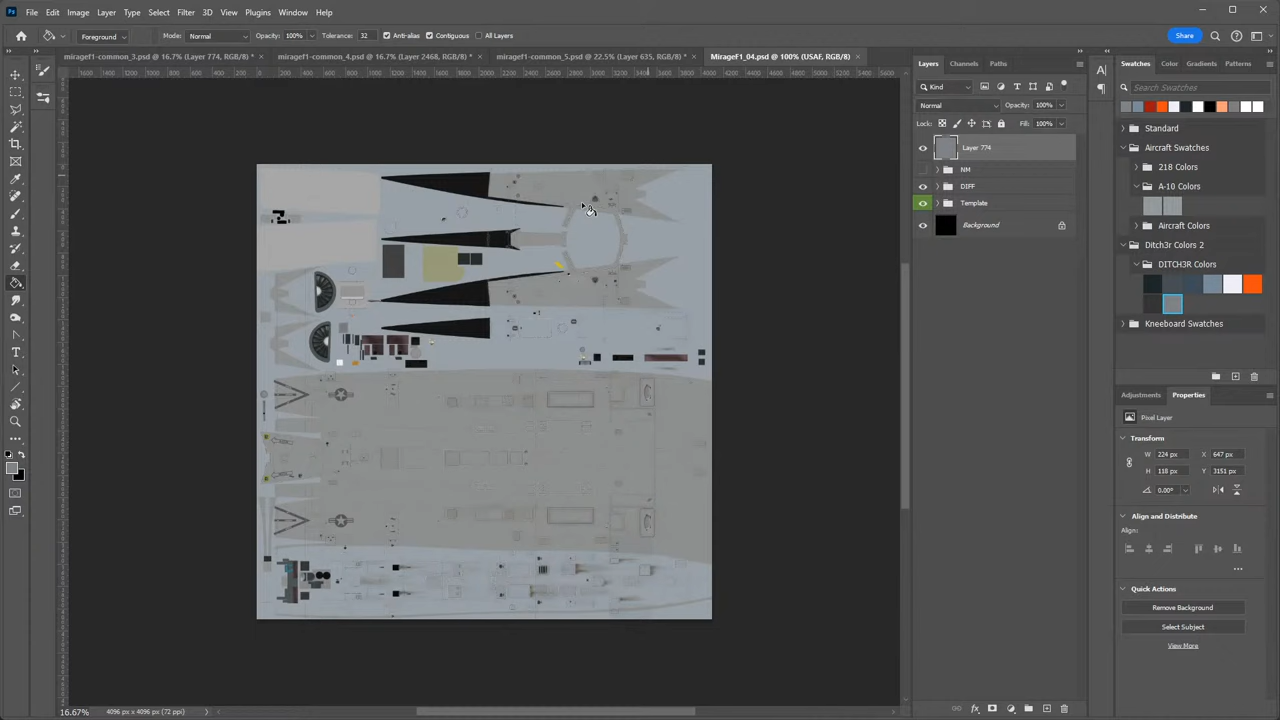 Ps File Edit Image Layer Type Select Filter 3D View Plugins Window Help
Foreground Mode: Normal Opacity: 100% Tolerance: 32 Anti-alias Contiguous All Layers Share
miragef1-common_3.psd @ 16.7% (Layer 774, RGB/8) * × miragef1-common_4.psd @ 16.7% (Layer 2468, RGB/8) * × miragef1-common_5.psd @ 22.5% (Layer 635, RGB/8) * × MirageF1_04.psd @ 100% (USAF, RGB/8) ×
Layers Channels Paths
Kind
Normal Opacity: 100%
Lock: Fill: 100%
Layer 774
NM
DIFF
Template
Background
Swatches Color Gradients Patterns
Search Swatches
Standard
Aircraft Swatches
218 Colors
A-10 Colors
Aircraft Colors
Ditch3r Colors 2
DITCH3R Colors
Kneeboard Swatches
Adjustments Properties
Pixel Layer
Transform
W 224 px X 647 px
H 118 px Y 3151 px
0.00°
Align and Distribute
Align:
Quick Actions
Remove Background
Select Subject
View More
16.67% 4096 px x 4096 px (72 ppi)